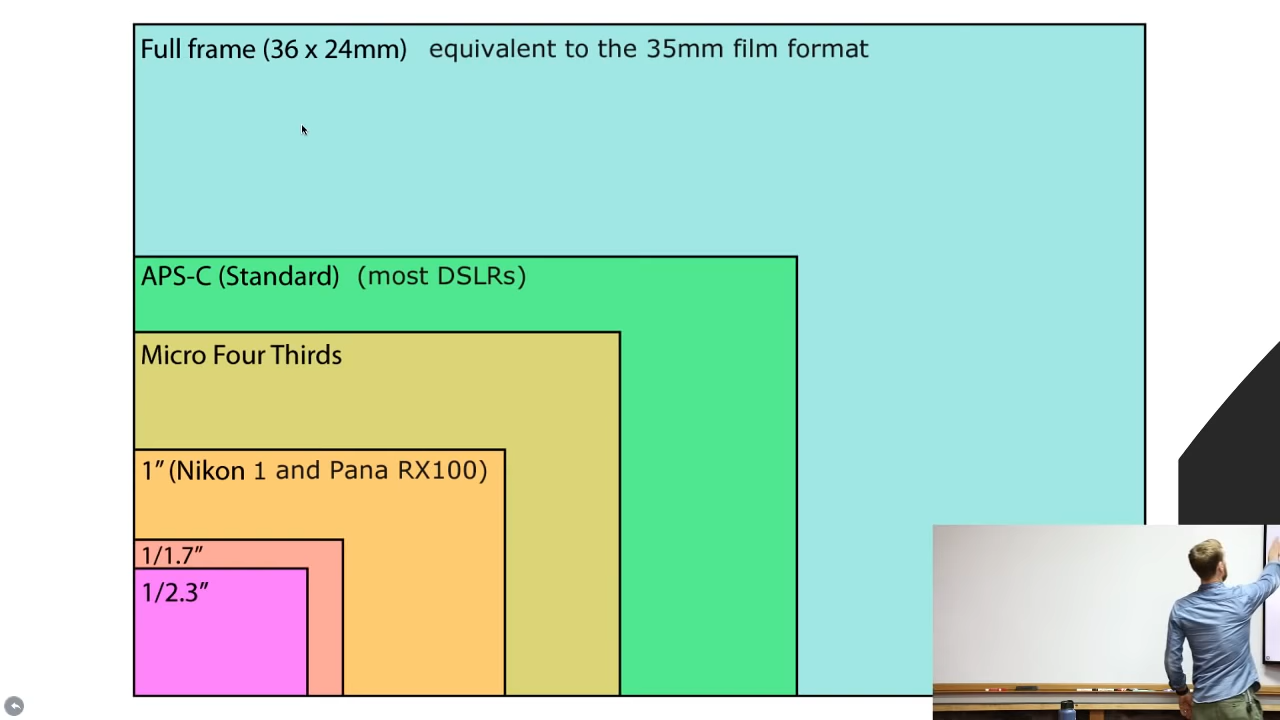 Full frame (36 x 24mm) equivalent to the 35mm film format
APS-C (Standard) (most DSLRs)
Micro Four Thirds
1” (Nikon 1 and Pana RX100)
1/1.7”
1/2.3”